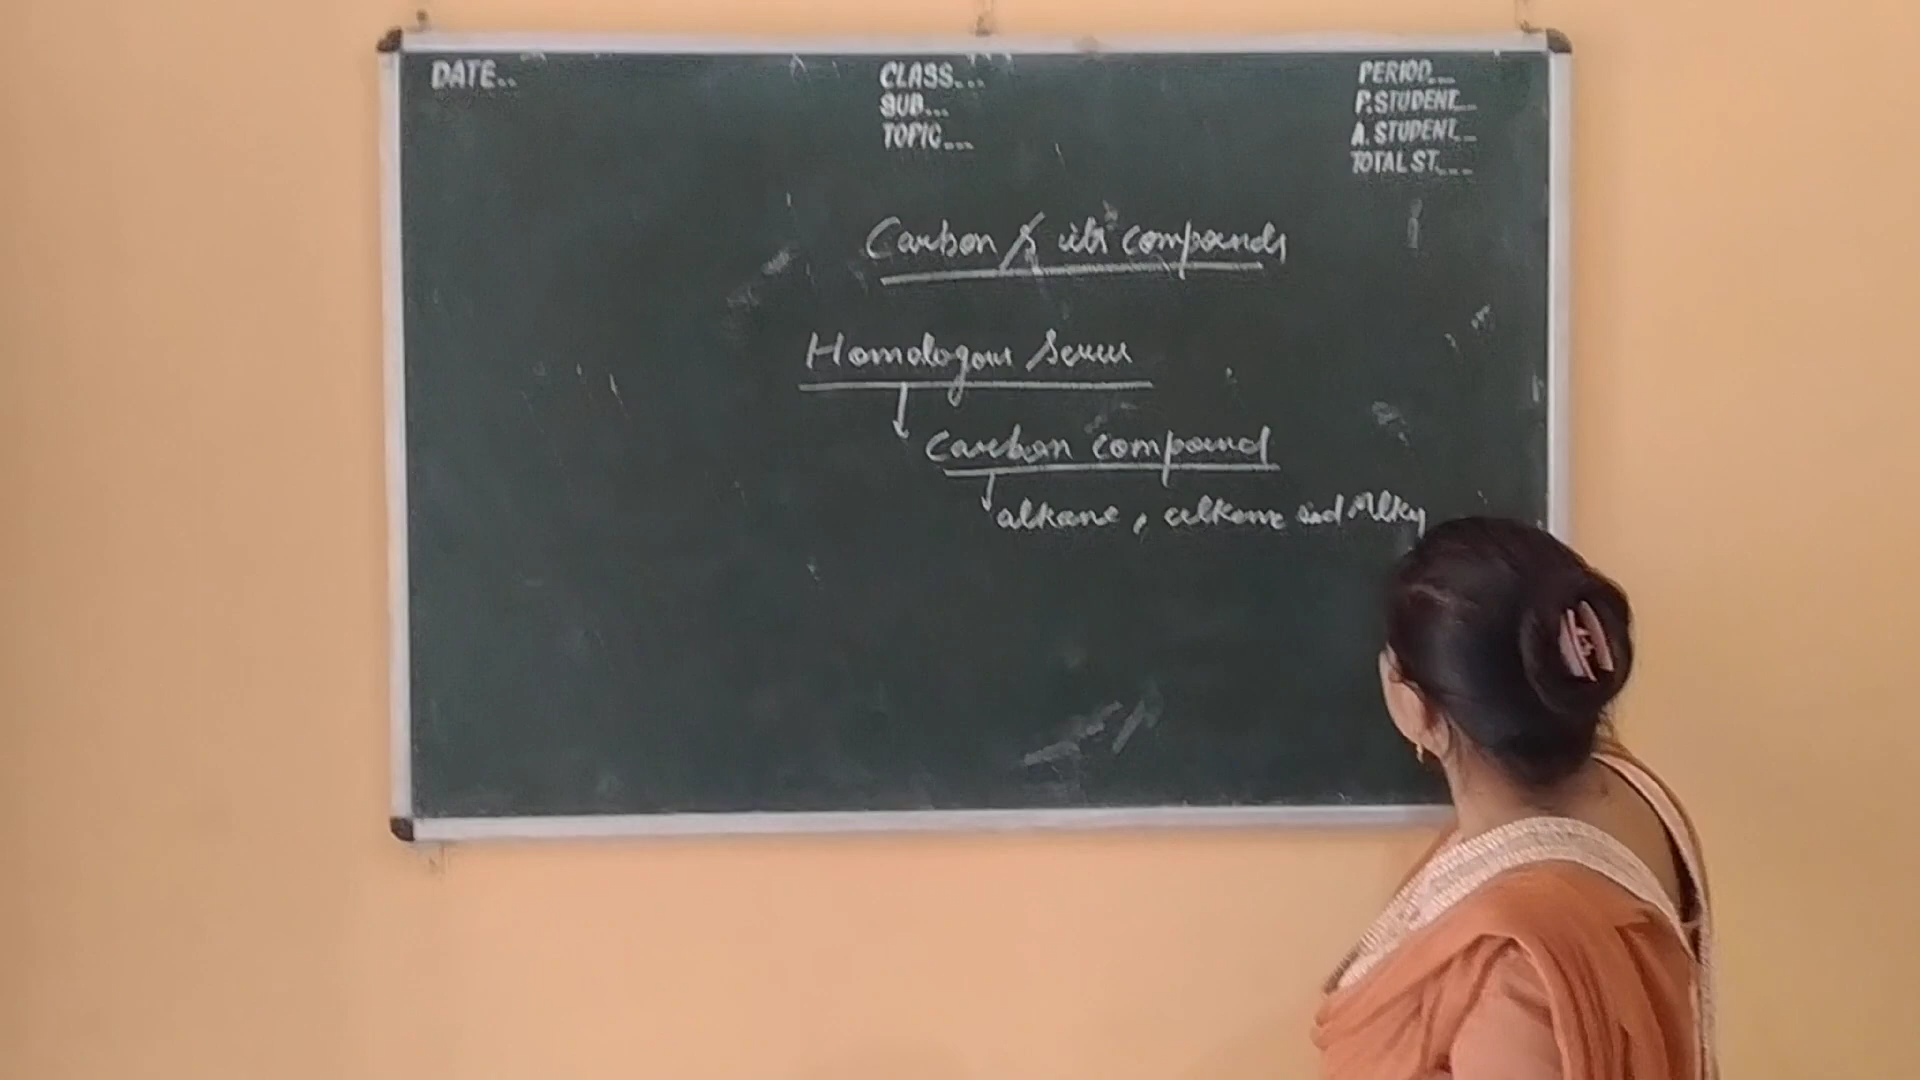 DATE..
CLASS...
SUB...
TOPIC...
PERIOD...
P.STUDENT...
A. STUDENT...
TOTAL ST....
Carbon & its compounds
Homologous Series
Carbon compound
alkane, alkene and Alky